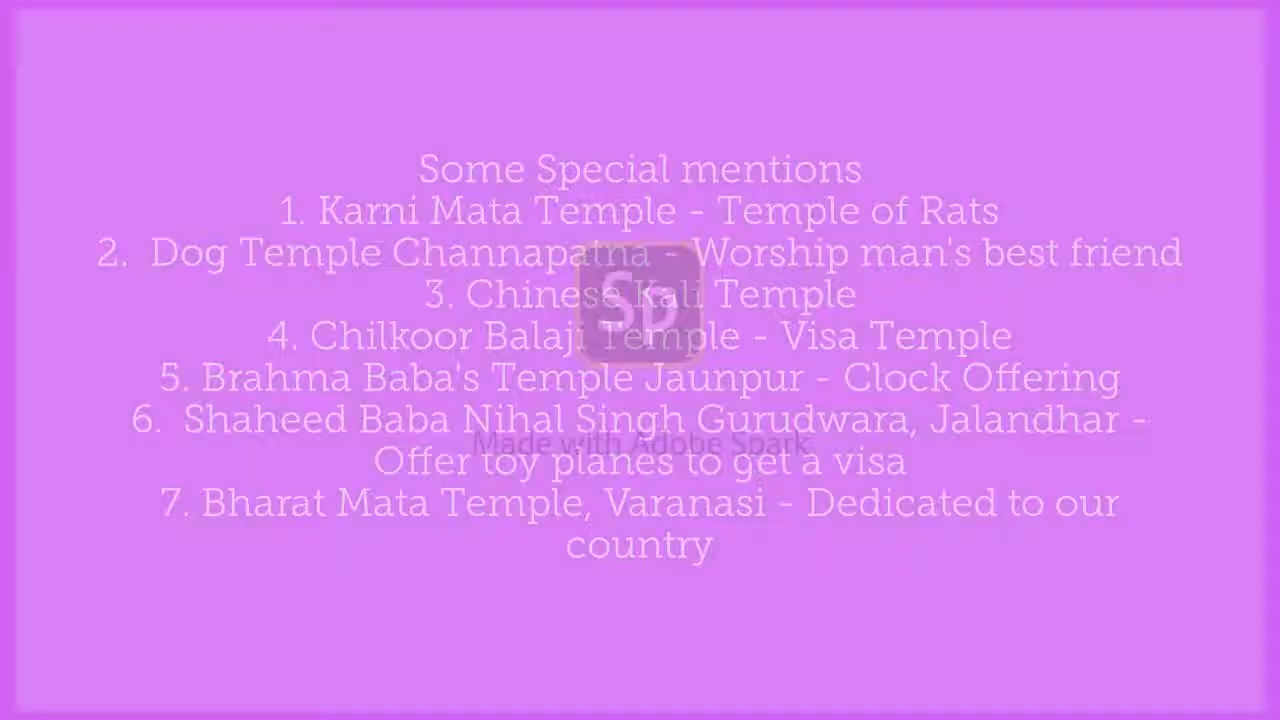 Some Special mentions
1. Karni Mata Temple - Temple of Rats
2. Dog Temple Channapatna - Worship man's best friend
3. Chinese Kali Temple
4. Chilkoor Balaji Temple - Visa Temple
5. Brahma Baba's Temple Jaunpur - Clock Offering
6. Shaheed Baba Nihal Singh Gurudwara, Jalandhar -
Offer toy planes to get a visa
7. Bharat Mata Temple, Varanasi - Dedicated to our
country
Sp
Made with Adobe Spark